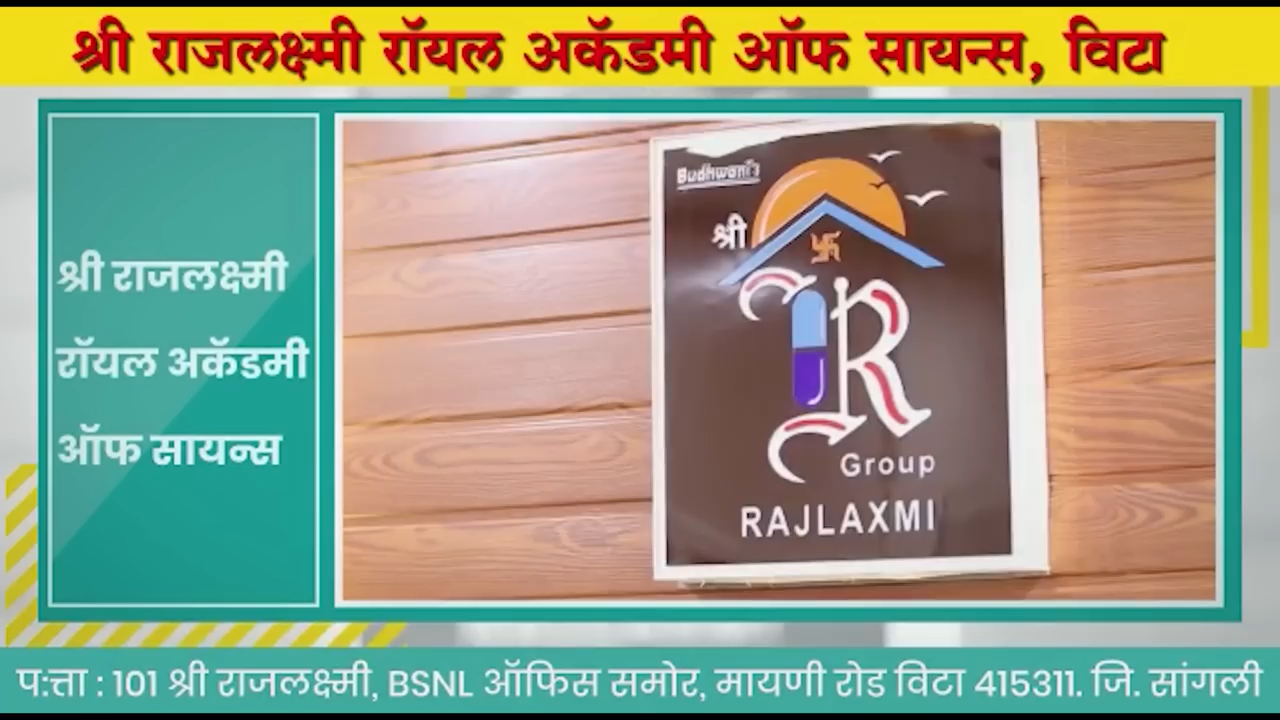 श्री राजलक्ष्मी रॉयल अकॅडमी ऑफ सायन्स, विटा
श्री राजलक्ष्मी
रॉयल अकॅडमी
ऑफ सायन्स
Budhwani's
श्री
R
Group
RAJLAXMI
प:त्ता : 101 श्री राजलक्ष्मी, BSNL ऑफिस समोर, मायणी रोड विटा 415311. जि. सांगली